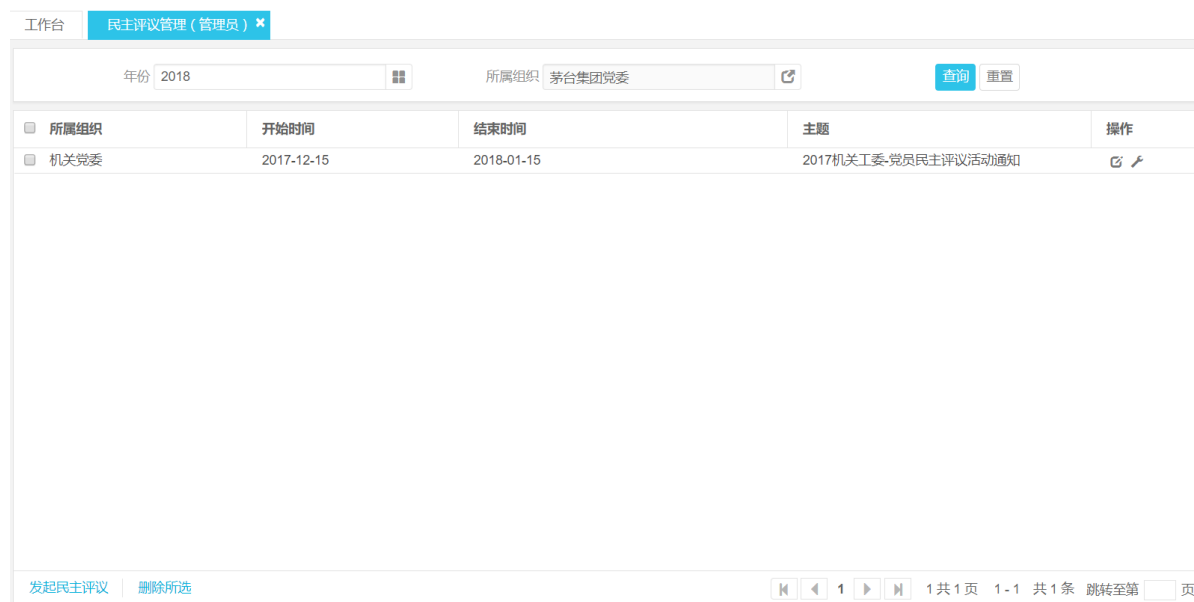 工作台 民主评议管理（管理员） ×
年份 2018 所属组织 茅台集团党委 查询 重置
所属组织 开始时间 结束时间 主题 操作
机关党委 2017-12-15 2018-01-15 2017机关工委-党员民主评议活动通知
发起民主评议 删除所选 1 1共1页 1-1 共1条 跳转至第 页